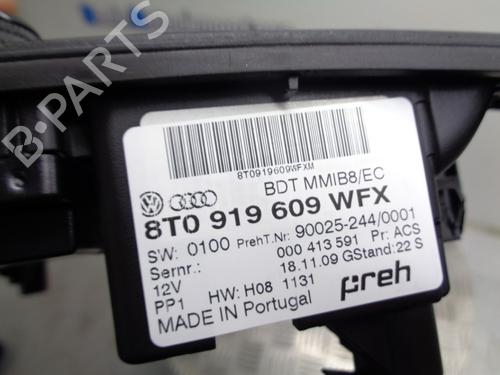 B-PARTS
8T0919609WFXM
BDT MMIB8/EC
8T0 919 609 WFX
SW: 0100 PrehT.Nr: 90025-244/0001
Sernr.: 000 413 591 Pr: ACS
12V 18.11.09 GStand: 22 S
PP1 HW: H08 1131
MADE IN Portugal preh